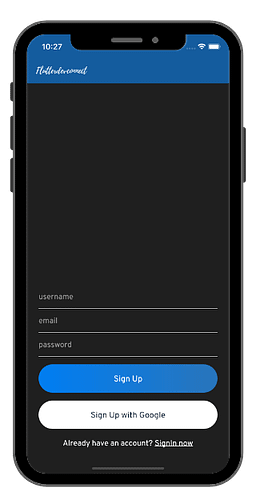 10:27
Flutterdevconnect
username
email
password
Sign Up
Sign Up with Google
Already have an account? SignIn now